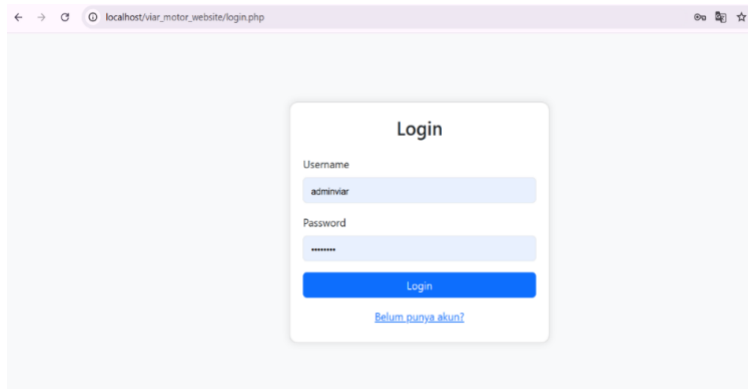 localhost/viar_motor_website/login.php
Login
Username
adminviar
Password
••••••••
Login
Belum punya akun?